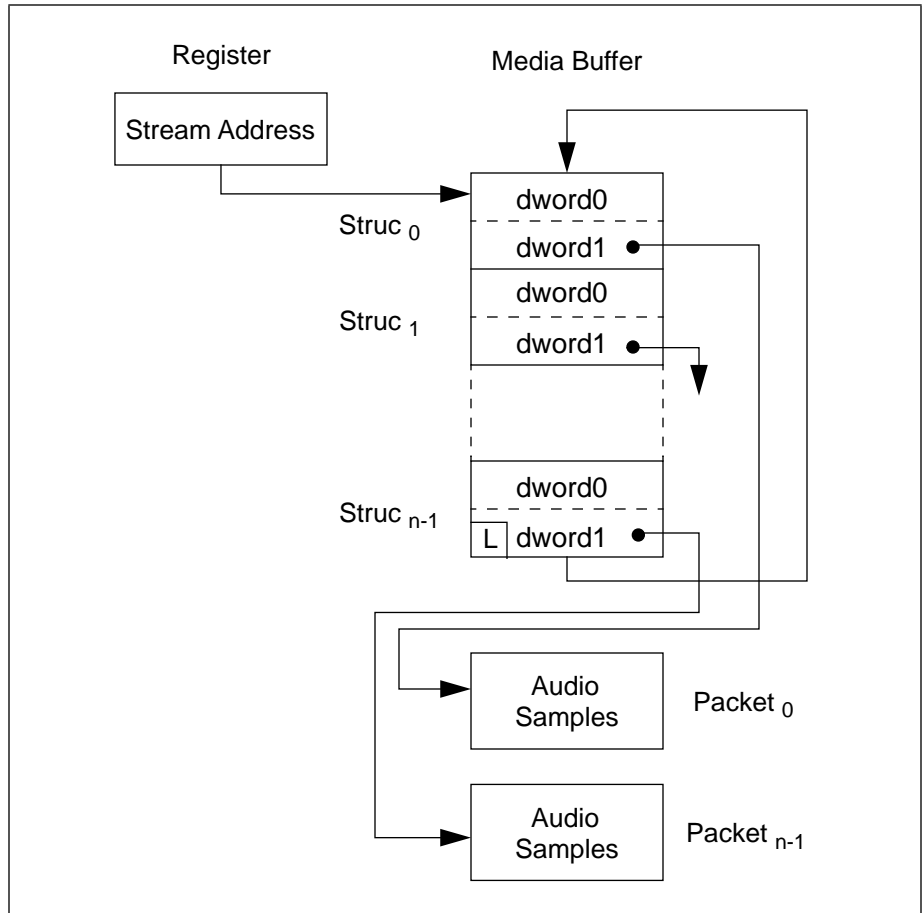 Register
Media Buffer
Stream Address
dword0
Struc 0
dword1
dword0
Struc 1
dword1
dword0
Struc n-1
L dword1
Audio
Samples
Packet 0
Audio
Samples
Packet n-1